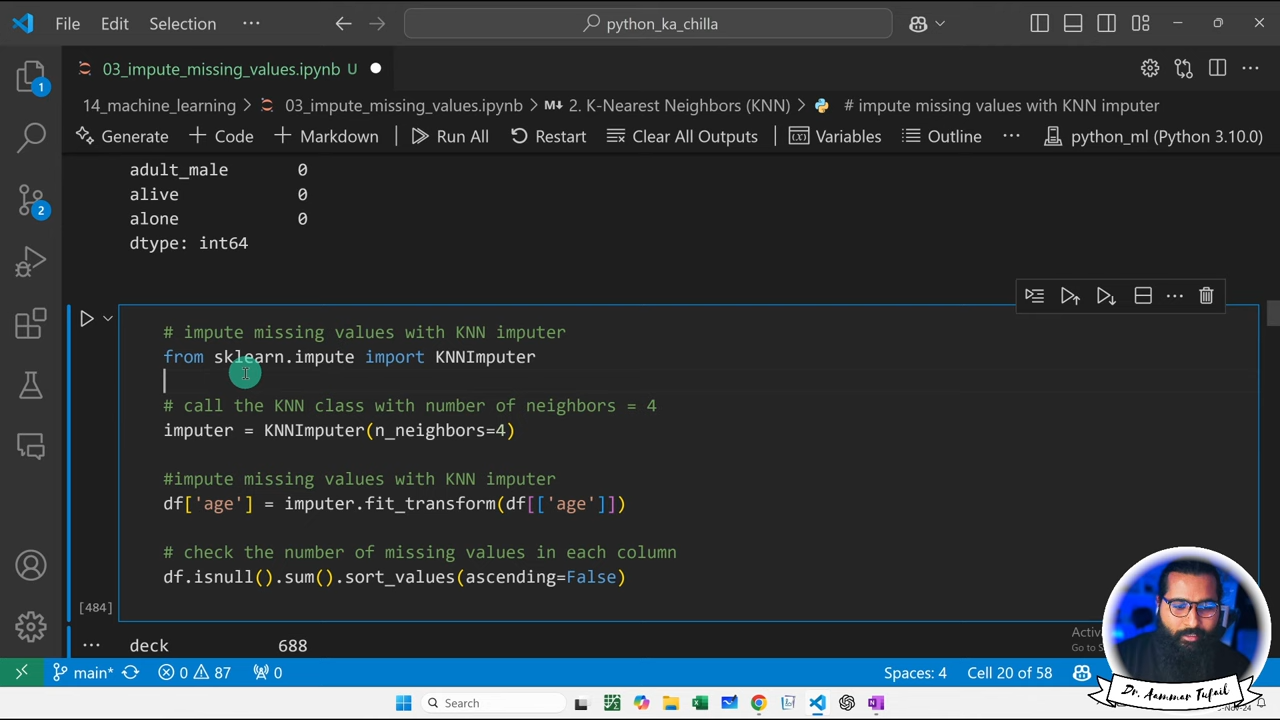 File Edit Selection ··· python_ka_chilla
03_impute_missing_values.ipynb U
14_machine_learning > 03_impute_missing_values.ipynb > 2. K-Nearest Neighbors (KNN) > # impute missing values with KNN imputer
Generate Code Markdown Run All Restart Clear All Outputs Variables Outline ··· python_ml (Python 3.10.0)
adult_male 0
alive 0
alone 0
dtype: int64
# impute missing values with KNN imputer
from sklearn.impute import KNNImputer
# call the KNN class with number of neighbors = 4
imputer = KNNImputer(n_neighbors=4)
#impute missing values with KNN imputer
df['age'] = imputer.fit_transform(df[['age']])
# check the number of missing values in each column
df.isnull().sum().sort_values(ascending=False)
[484]
··· deck 688
1
2
main* 0 87 0 Spaces: 4 Cell 20 of 58
Search
Dr. Aammar Tufail